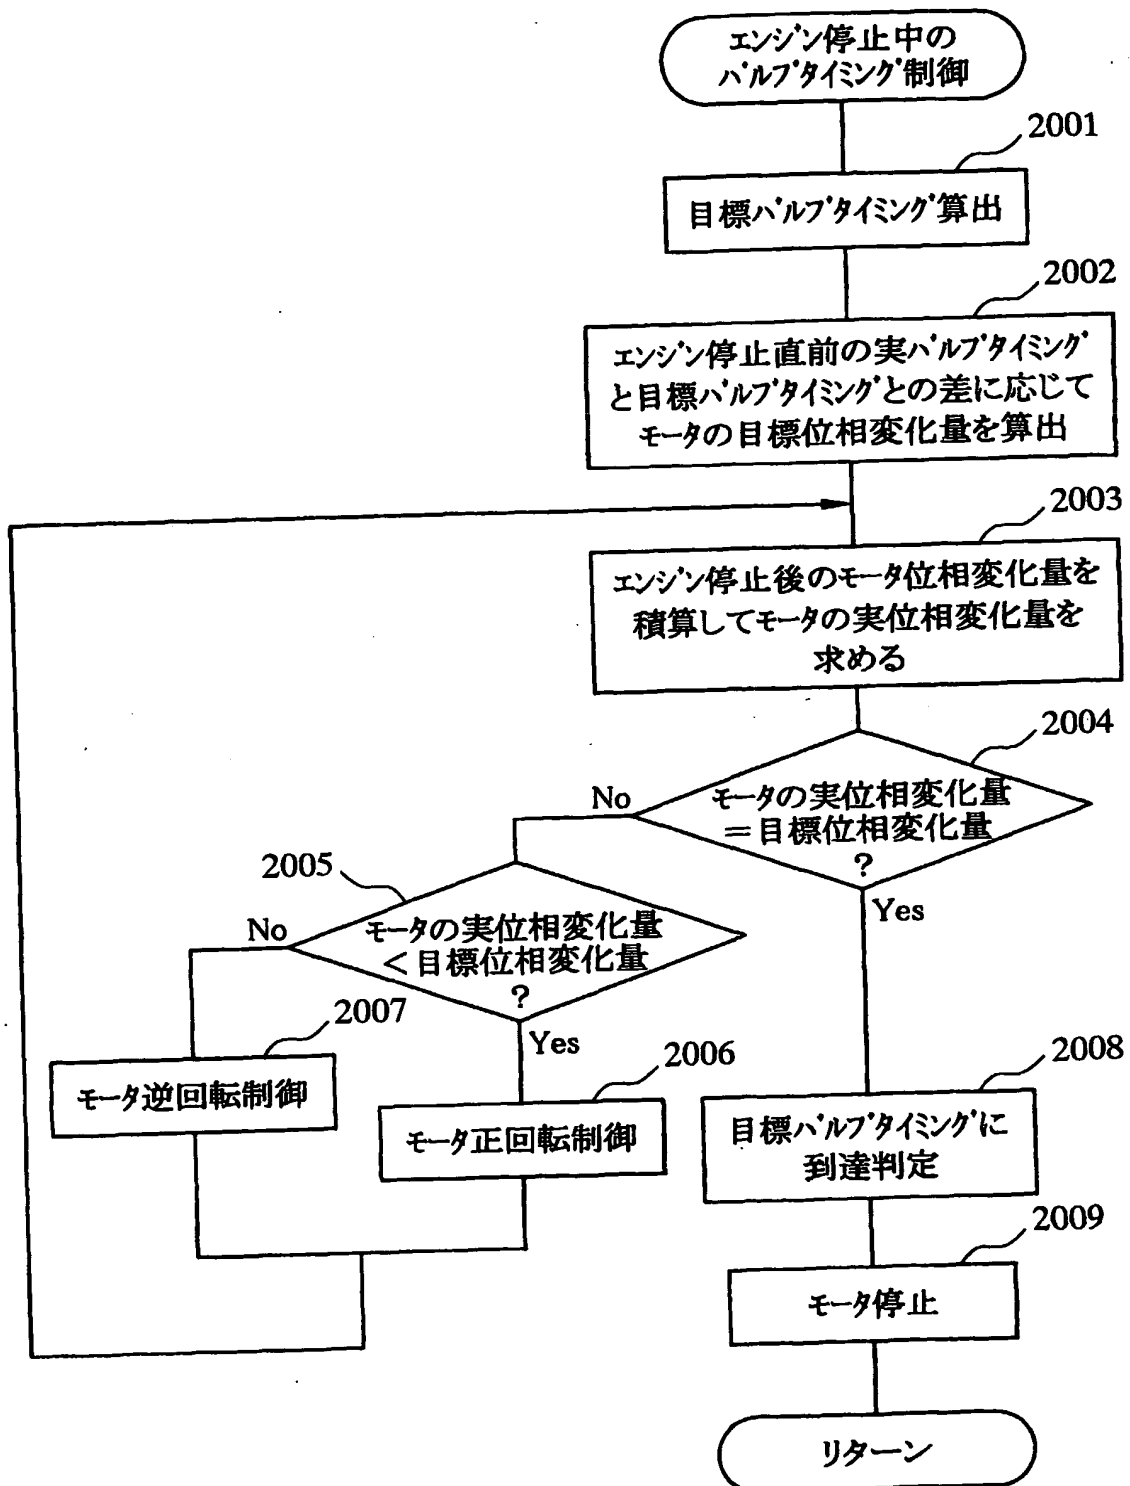 エンジン停止中の
バルブタイミング制御
2001
目標バルブタイミング算出
2002
エンジン停止直前の実バルブタイミング
と目標バルブタイミングとの差に応じて
モータの目標位相変化量を算出
2003
エンジン停止後のモータ位相変化量を
積算してモータの実位相変化量を
求める
2004
モータの実位相変化量
=目標位相変化量
?
No
Yes
2005
モータの実位相変化量
<目標位相変化量
?
No
Yes
2007
モータ逆回転制御
2006
モータ正回転制御
2008
目標バルブタイミングに
到達判定
2009
モータ停止
リターン